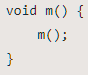 void m() {
    m();
}